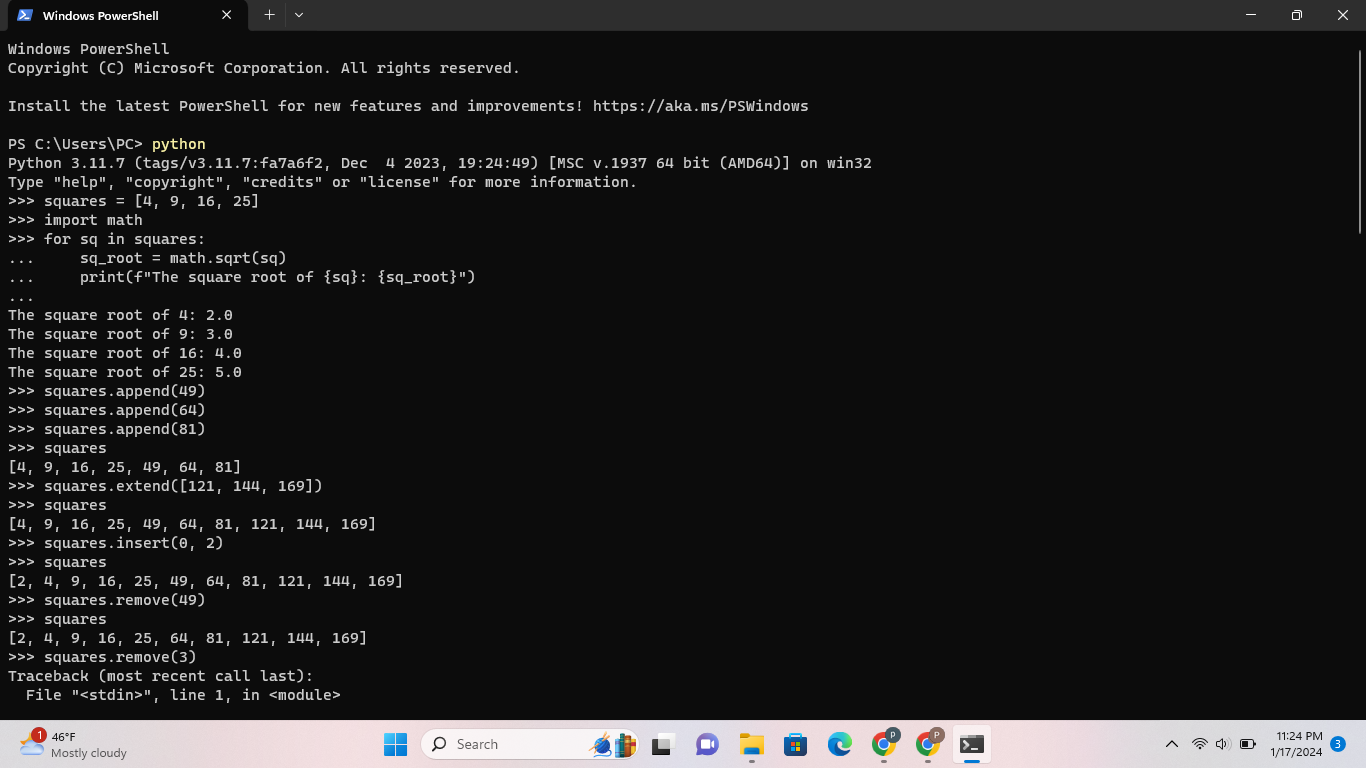 Windows PowerShell
Windows PowerShell
Copyright (C) Microsoft Corporation. All rights reserved.
Install the latest PowerShell for new features and improvements! https://aka.ms/PSWindows
PS C:\Users\PC> python
Python 3.11.7 (tags/v3.11.7:fa7a6f2, Dec  4 2023, 19:24:49) [MSC v.1937 64 bit (AMD64)] on win32
Type "help", "copyright", "credits" or "license" for more information.
>>> squares = [4, 9, 16, 25]
>>> import math
>>> for sq in squares:
...     sq_root = math.sqrt(sq)
...     print(f"The square root of {sq}: {sq_root}")
...
The square root of 4: 2.0
The square root of 9: 3.0
The square root of 16: 4.0
The square root of 25: 5.0
>>> squares.append(49)
>>> squares.append(64)
>>> squares.append(81)
>>> squares
[4, 9, 16, 25, 49, 64, 81]
>>> squares.extend([121, 144, 169])
>>> squares
[4, 9, 16, 25, 49, 64, 81, 121, 144, 169]
>>> squares.insert(0, 2)
>>> squares
[2, 4, 9, 16, 25, 49, 64, 81, 121, 144, 169]
>>> squares.remove(49)
>>> squares
[2, 4, 9, 16, 25, 64, 81, 121, 144, 169]
>>> squares.remove(3)
Traceback (most recent call last):
  File "<stdin>", line 1, in <module>
1
46°F
Mostly cloudy
Search
P
P
11:24 PM
1/17/2024
3